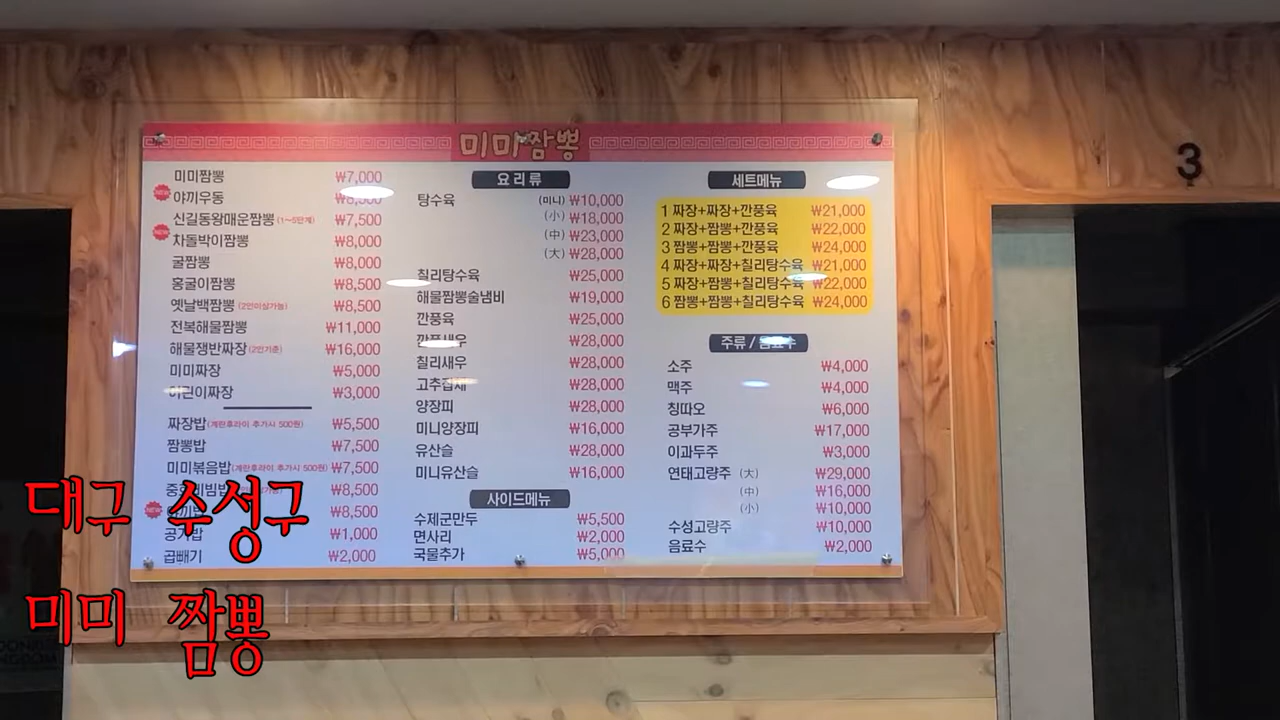 미미짬뽕
미미짬뽕 ₩7,000
NEW 야끼우동
신길동왕매운짬뽕 (1~5단계) ₩7,500
NEW 차돌박이짬뽕 ₩8,000
굴짬뽕 ₩8,000
홍굴이짬뽕 ₩8,500
옛날백짬뽕 (2인이상가능) ₩8,500
전복해물짬뽕 ₩11,000
해물쟁반짜장 (2인기준) ₩16,000
미미짜장 ₩5,000
어린이짜장 ₩3,000
짜장밥 (계란후라이 추가시 500원) ₩5,500
짬뽕밥 ₩7,500
미미볶음밥 (계란후라이 추가시 500원) ₩7,500
₩8,500
₩8,500
공기밥 ₩1,000
곱빼기 ₩2,000
요리류
탕수육 (미니) ₩10,000
(小) ₩18,000
(中) ₩23,000
(大) ₩28,000
칠리탕수육 ₩25,000
해물짬뽕술냄비 ₩19,000
깐풍육 ₩25,000
₩28,000
칠리새우 ₩28,000
고추잡채 ₩28,000
양장피 ₩28,000
미니양장피 ₩16,000
유산슬 ₩28,000
미니유산슬 ₩16,000
사이드메뉴
수제군만두 ₩5,500
면사리 ₩2,000
국물추가 ₩5,000
세트메뉴
1 짜장+짜장+깐풍육 ₩21,000
2 짜장+짬뽕+깐풍육 ₩22,000
3 짬뽕+짬뽕+깐풍육 ₩24,000
4 짜장+짜장+칠리탕수육 ₩21,000
5 짜장+짬뽕+칠리탕수육 ₩22,000
6 짬뽕+짬뽕+칠리탕수육 ₩24,000
주류 / 음료수
소주 ₩4,000
맥주 ₩4,000
칭따오 ₩6,000
공부가주 ₩17,000
이과두주 ₩3,000
연태고량주 (大) ₩29,000
(中) ₩16,000
(小) ₩10,000
수성고량주 ₩10,000
음료수 ₩2,000
3
대구 수성구
미미 짬뽕